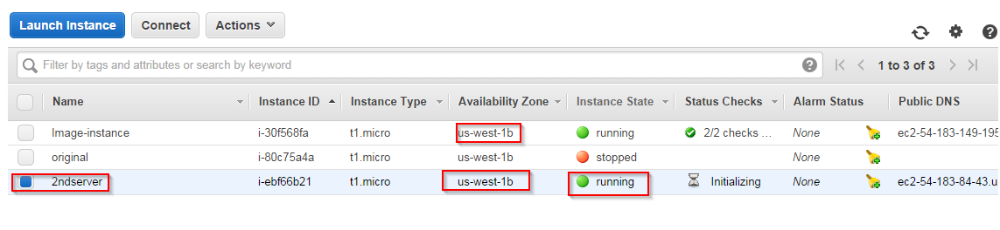 Launch Instance Connect Actions
Filter by tags and attributes or search by keyword ? 1 to 3 of 3 ?
Name Instance ID Instance Type Availability Zone Instance State Status Checks Alarm Status Public DNS
Image-instance i-30f568fa t1.micro us-west-1b running 2/2 checks ... None ec2-54-183-149-195
original i-80c75a4a t1.micro us-west-1b stopped None
2ndserver i-ebf66b21 t1.micro us-west-1b running Initializing None ec2-54-183-84-43.u